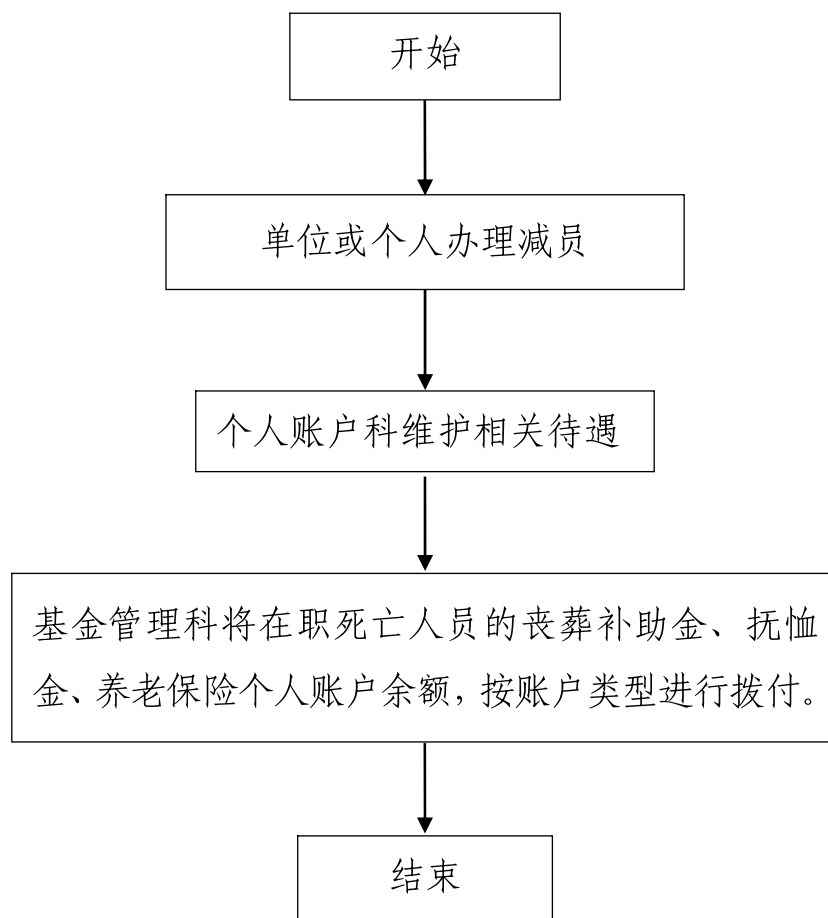 开始
单位或个人办理减员
个人账户科维护相关待遇
基金管理科将在职死亡人员的丧葬补助金、抚恤
金、养老保险个人账户余额，按账户类型进行拨付。
结束